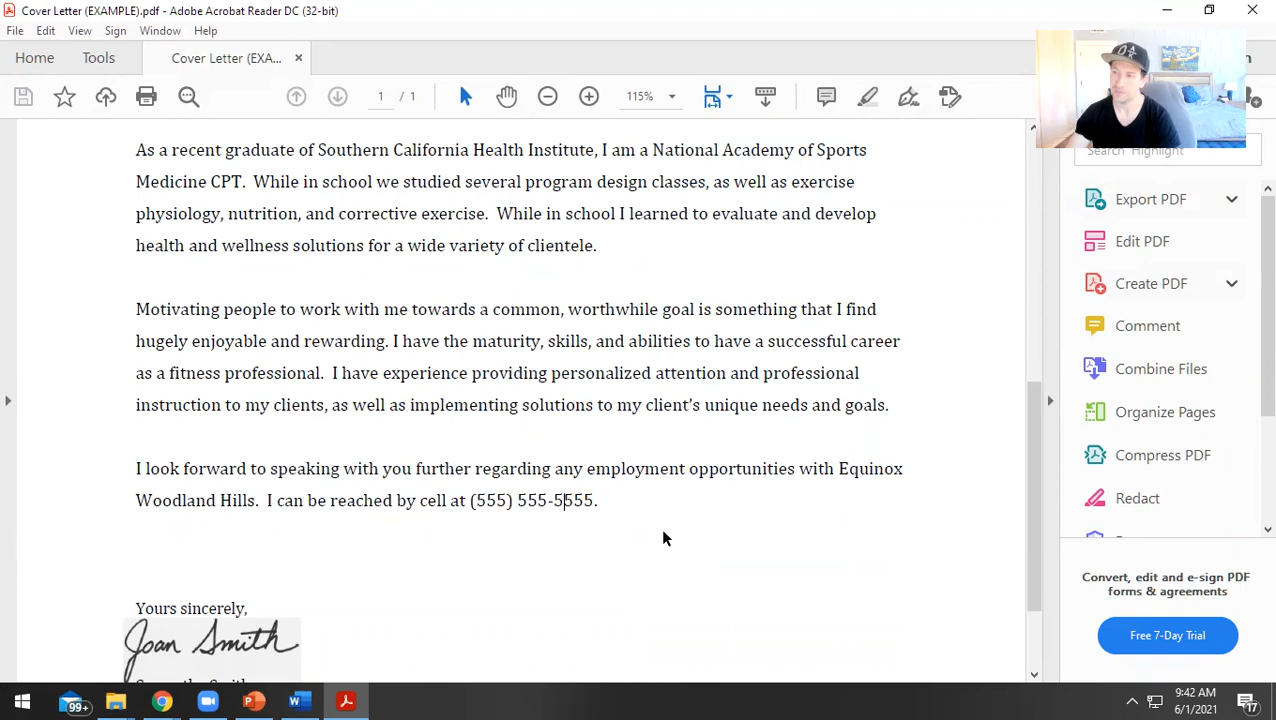 Cover Letter (EXAMPLE).pdf - Adobe Acrobat Reader DC (32-bit)
File Edit View Sign Window Help
Home Tools Cover Letter (EXA...
1 / 1 115%
As a recent graduate of Southern California Health Institute, I am a National Academy of Sports
Medicine CPT.  While in school we studied several program design classes, as well as exercise
physiology, nutrition, and corrective exercise.  While in school I learned to evaluate and develop
health and wellness solutions for a wide variety of clientele.
Motivating people to work with me towards a common, worthwhile goal is something that I find
hugely enjoyable and rewarding. I have the maturity, skills, and abilities to have a successful career
as a fitness professional.  I have experience providing personalized attention and professional
instruction to my clients, as well as implementing solutions to my client's unique needs and goals.
I look forward to speaking with you further regarding any employment opportunities with Equinox
Woodland Hills.  I can be reached by cell at (555) 555-5555.
Yours sincerely,
Joan Smith
Search 'Highlight'
Export PDF
Edit PDF
Create PDF
Comment
Combine Files
Organize Pages
Compress PDF
Redact
Convert, edit and e-sign PDF
forms & agreements
Free 7-Day Trial
99+
9:42 AM
6/1/2021
17